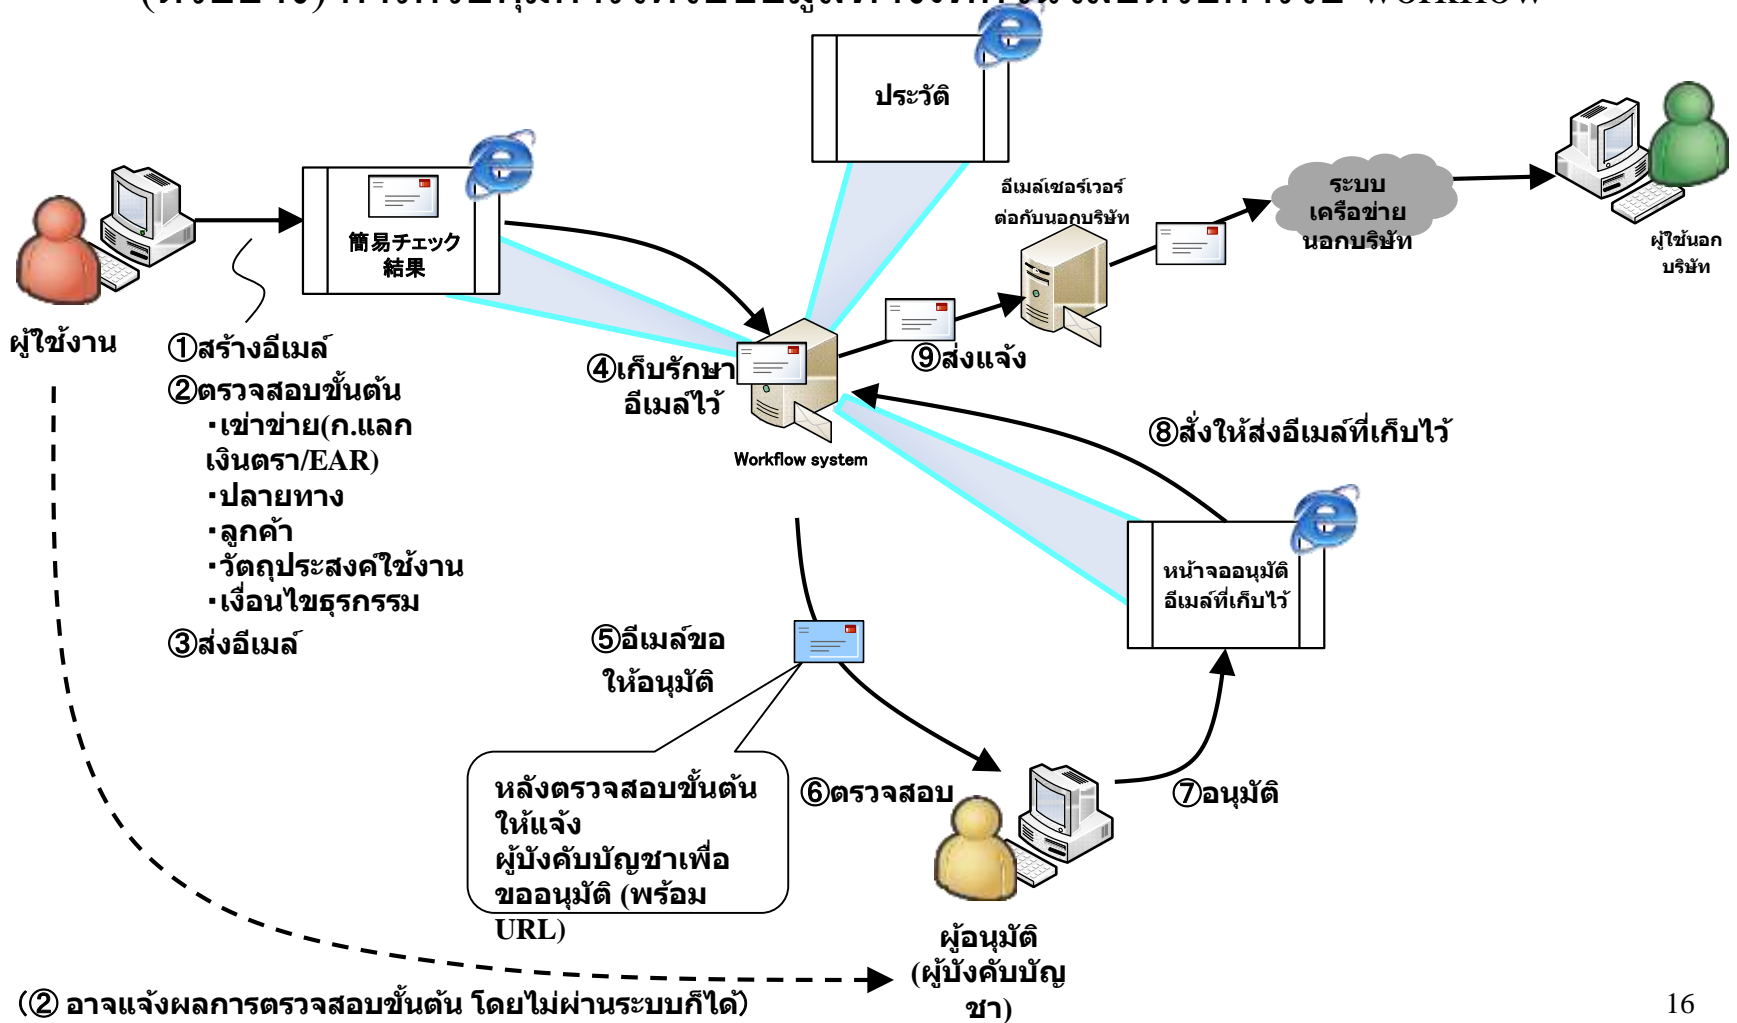 ประวัติ
อีเมล์เซอร์เวอร์
ต่อกับนอกบริษัท
ระบบ
เครือข่าย
นอกบริษัท
ผู้ใช้นอก
บริษัท
簡易チェック
結果
ผู้ใช้งาน
①สร้างอีเมล์
②ตรวจสอบขั้นต้น
・เข่าข่าย(ก.แลก
เงินตรา/EAR)
・ปลายทาง
・ลูกค้า
・วัตถุประสงค์ใช้งาน
・เงื่อนไขธุรกรรม
③ส่งอีเมล์
④เก็บรักษา
อีเมล์ไว้
Workflow system
⑨ส่งแจ้ง
⑧สั่งให้ส่งอีเมล์ที่เก็บไว้
หน้าจออนุมัติ
อีเมล์ที่เก็บไว้
⑤อีเมล์ขอ
ให้อนุมัติ
หลังตรวจสอบขั้นต้น
ให้แจ้ง
ผู้บังคับบัญชาเพื่อ
ขออนุมัติ (พร้อม
URL)
⑥ตรวจสอบ
⑦อนุมัติ
ผู้อนุมัติ
(ผู้บังคับบัญ
ชา)
(② อาจแจ้งผลการตรวจสอบขั้นต้น โดยไม่ผ่านระบบก็ได้)
16